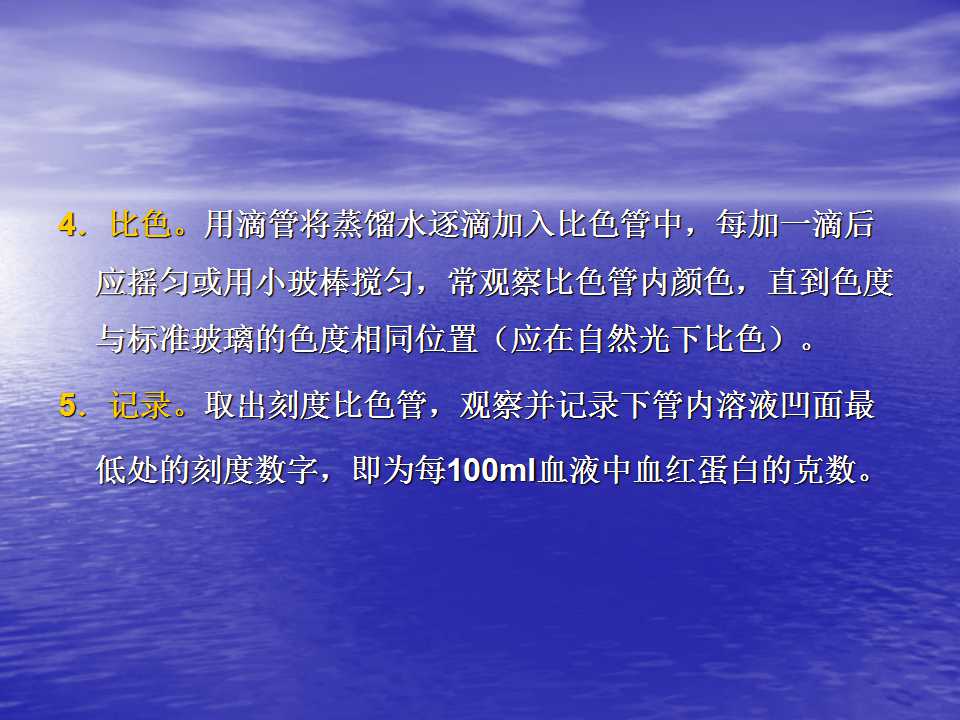 4．比色。用滴管将蒸馏水逐滴加入比色管中，每加一滴后
应摇匀或用小玻棒搅匀，常观察比色管内颜色，直到色度
与标准玻璃的色度相同位置（应在自然光下比色）。
5．记录。取出刻度比色管，观察并记录下管内溶液凹面最
低处的刻度数字，即为每100ml血液中血红蛋白的克数。